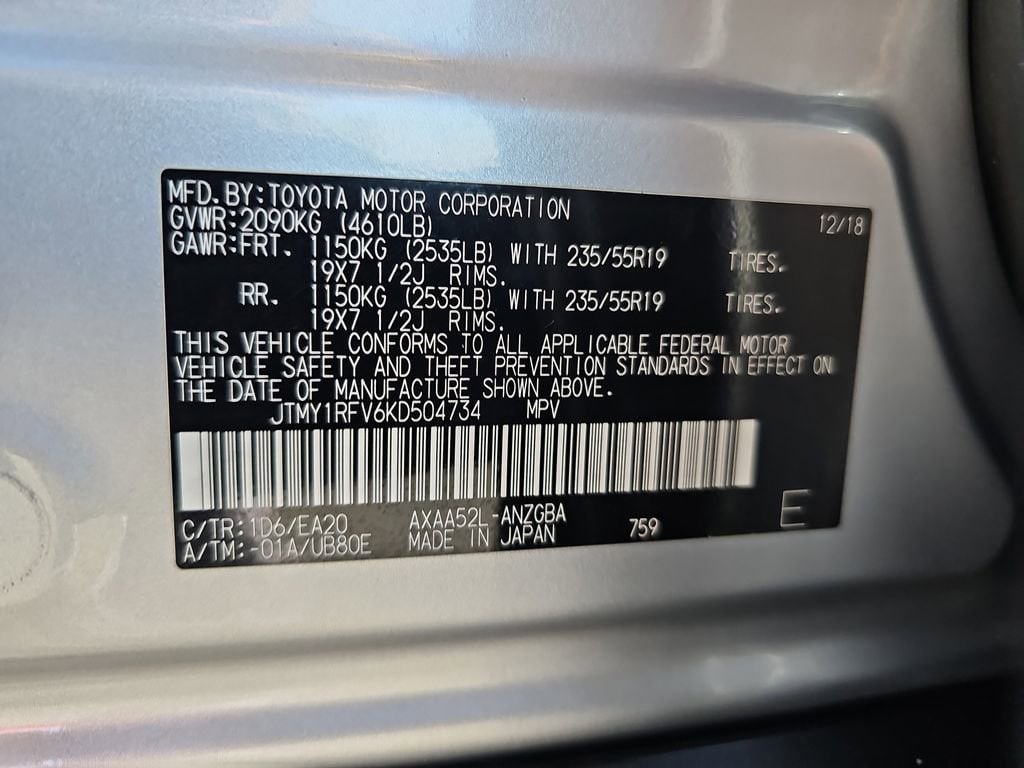 MFD. BY: TOYOTA MOTOR CORPORATION 12/18
GVWR: 2090KG (4610LB)
GAWR: FRT. 1150KG (2535LB) WITH 235/55R19 TIRES.
19X7 1/2J RIMS.
RR. 1150KG (2535LB) WITH 235/55R19 TIRES.
19X7 1/2J RIMS.
THIS VEHICLE CONFORMS TO ALL APPLICABLE FEDERAL MOTOR
VEHICLE SAFETY AND THEFT PREVENTION STANDARDS IN EFFECT ON
THE DATE OF MANUFACTURE SHOWN ABOVE.
JTMY1RFV6KD504734 MPV
C/TR: 1D6/EA20 AXAA52L-ANZGBA 759 E
A/TM: -01A/UB80E MADE IN JAPAN